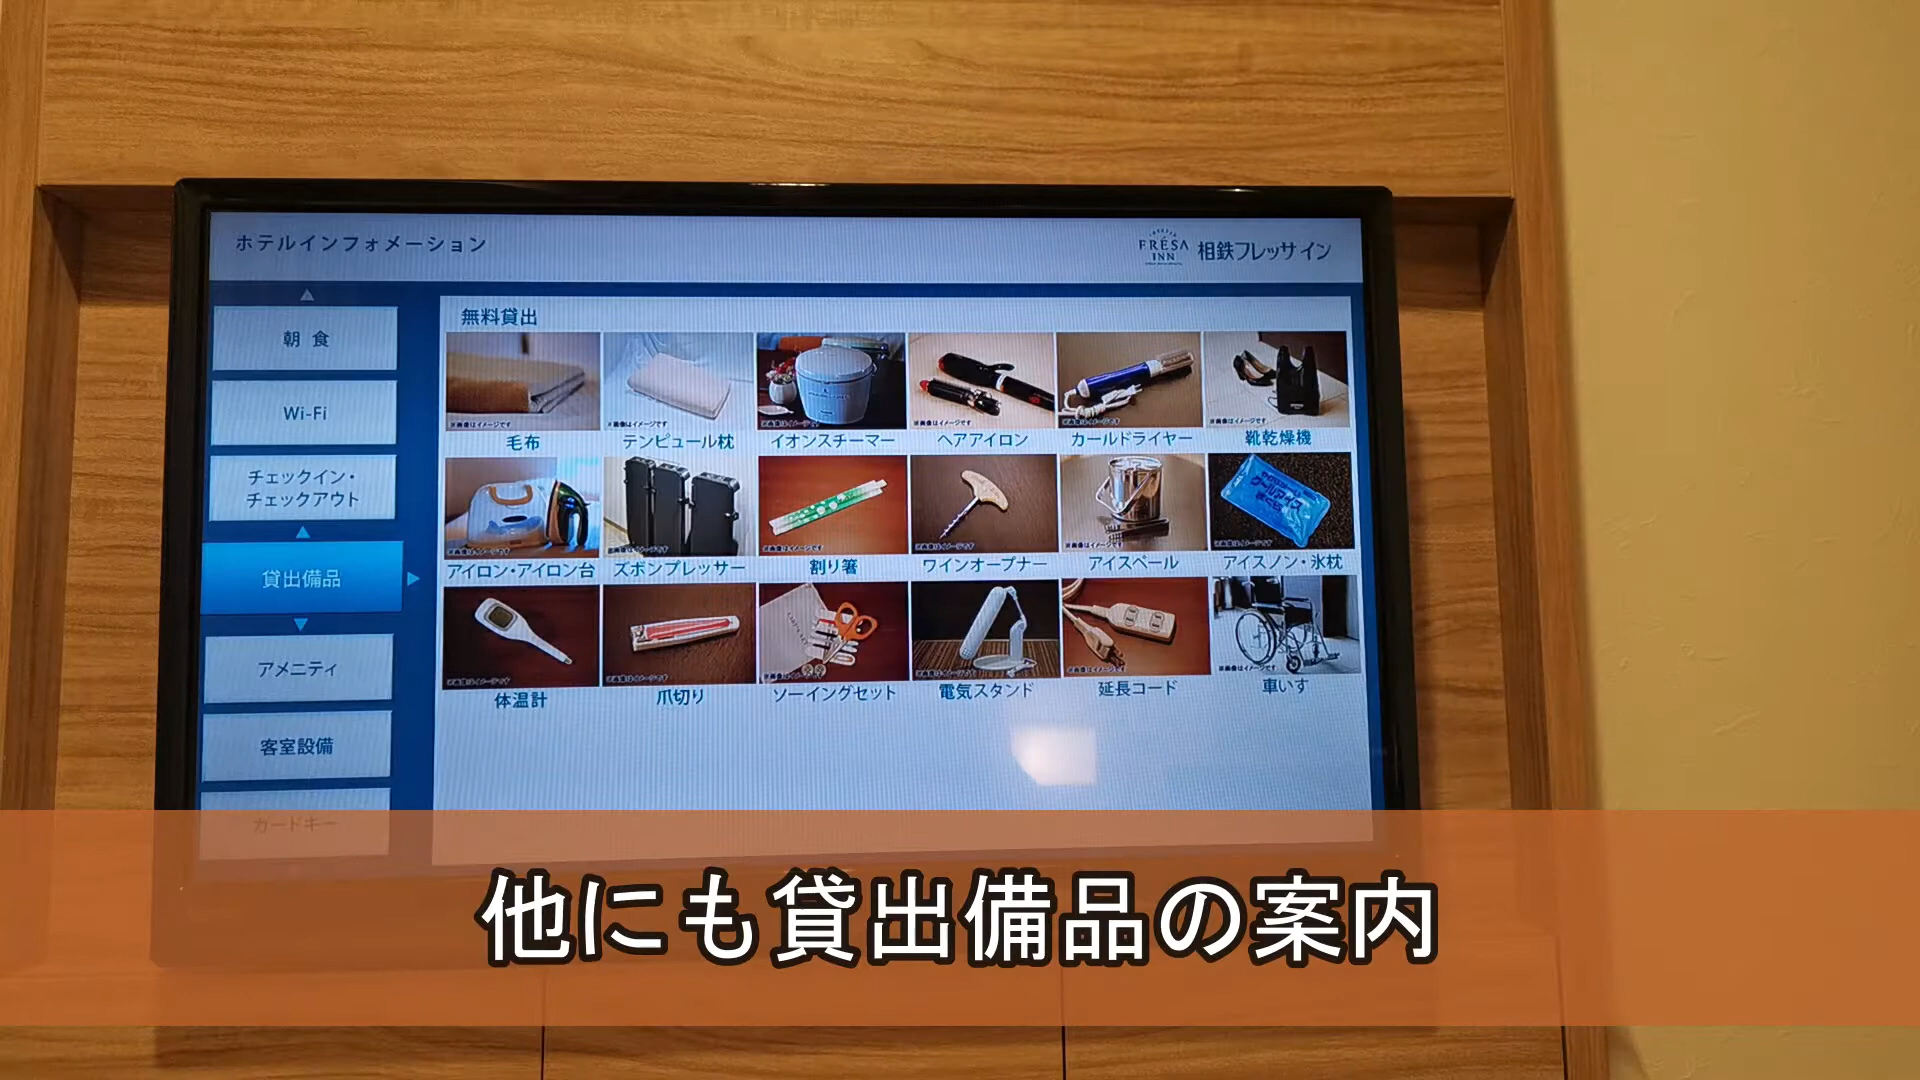 ホテルインフォメーション
FRÉSA INN
相鉄フレッサイン
朝 食
Wi-Fi
チェックイン・
チェックアウト
貸出備品
アメニティ
客室設備
カードキー
無料貸出
毛布
テンピュール枕
イオンスチーマー
ヘアアイロン
カールドライヤー
靴乾燥機
アイロン・アイロン台
ズボンプレッサー
割り箸
ワインオープナー
アイスペール
アイスノン・氷枕
体温計
爪切り
ソーイングセット
電気スタンド
延長コード
車いす
他にも貸出備品の案内